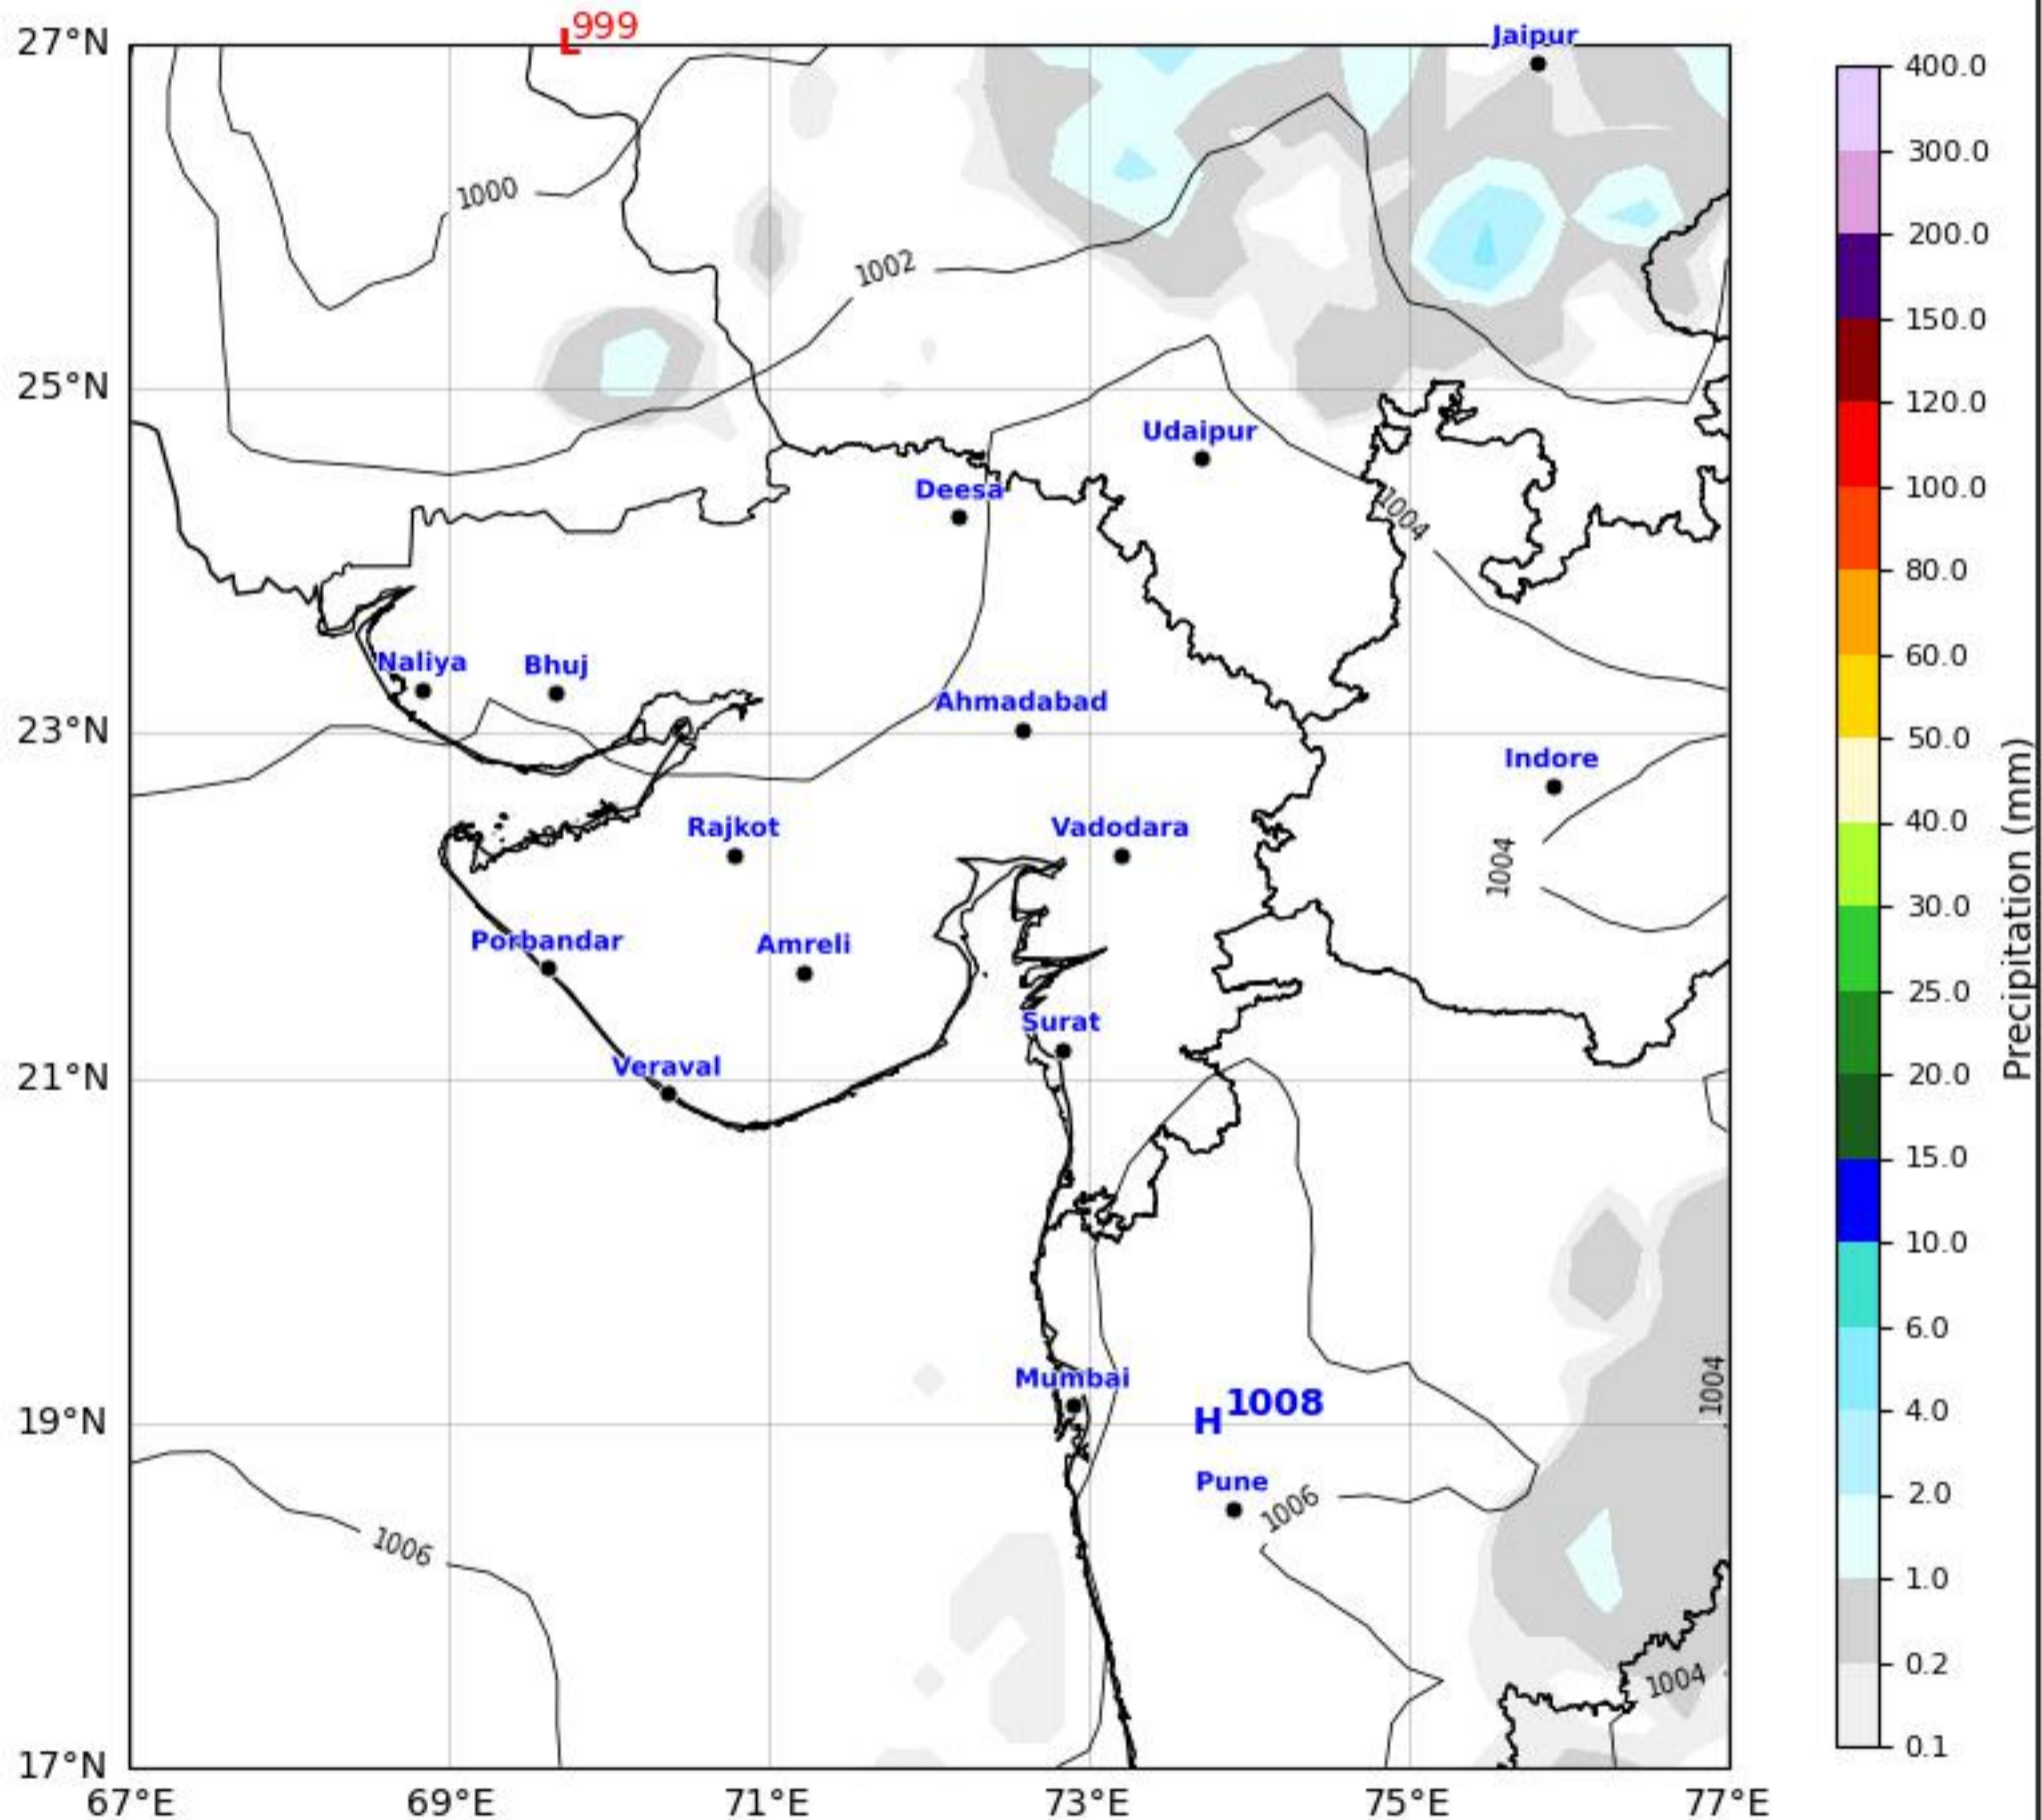 L 999
Jaipur
27°N
1000
1002
25°N
Udaipur
Deesa
1004
Naliya
Bhuj
Ahmadabad
23°N
Indore
Rajkot
Vadodara
1004
Porbandar
Amreli
Surat
21°N
Veraval
1004
Mumbai
H 1008
19°N
Pune
1006
1006
1004
17°N
67°E 69°E 71°E 73°E 75°E 77°E
400.0
300.0
200.0
150.0
120.0
100.0
80.0
60.0
50.0
40.0
30.0
25.0
20.0
15.0
10.0
6.0
4.0
2.0
1.0
0.2
0.1
Precipitation (mm)